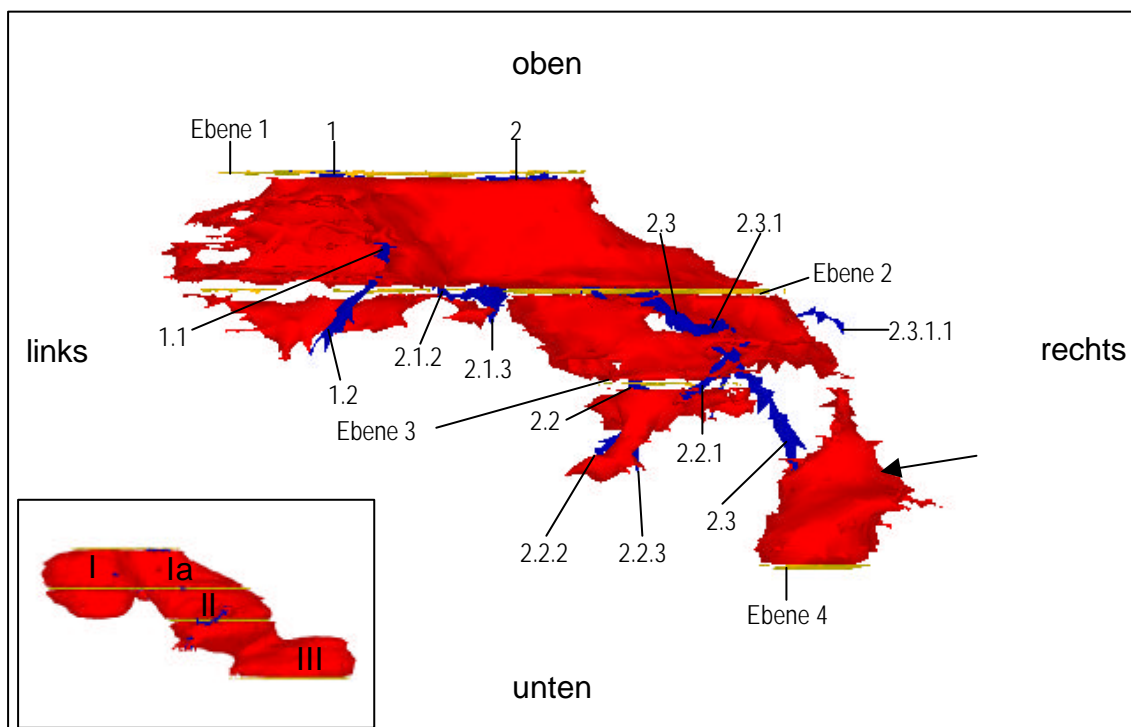 oben
Ebene 1
1
2
2.3
2.3.1
Ebene 2
links
1.1
1.2
2.1.2
2.1.3
2.3.1.1
rechts
Ebene 3
2.2
2.2.1
2.3
2.2.2
2.2.3
Ebene 4
I
Ia
II
III
unten